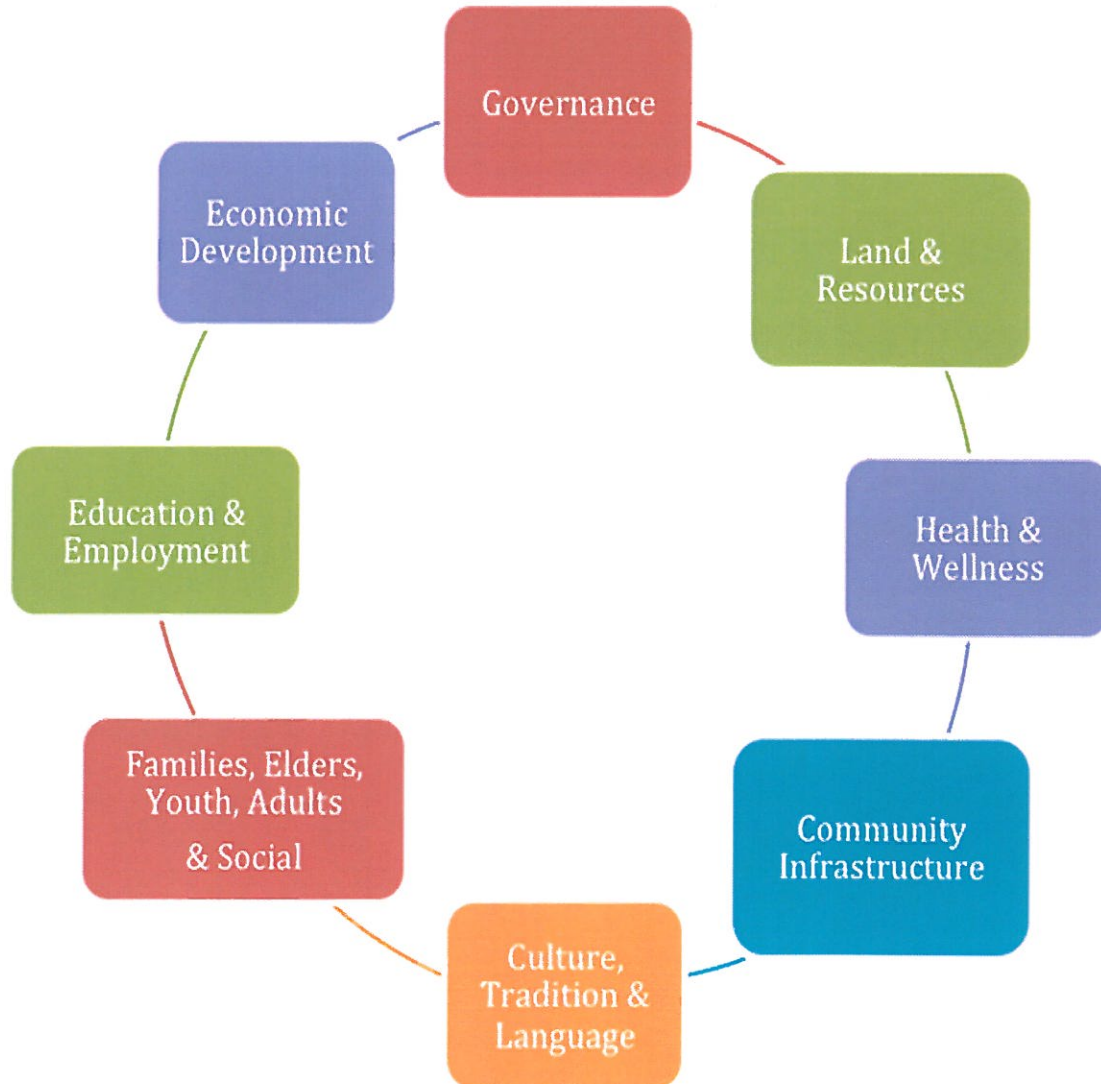 Governance
Land &
Resources
Health &
Wellness
Community
Infrastructure
Culture,
Tradition &
Language
Families, Elders,
Youth, Adults
& Social
Education &
Employment
Economic
Development